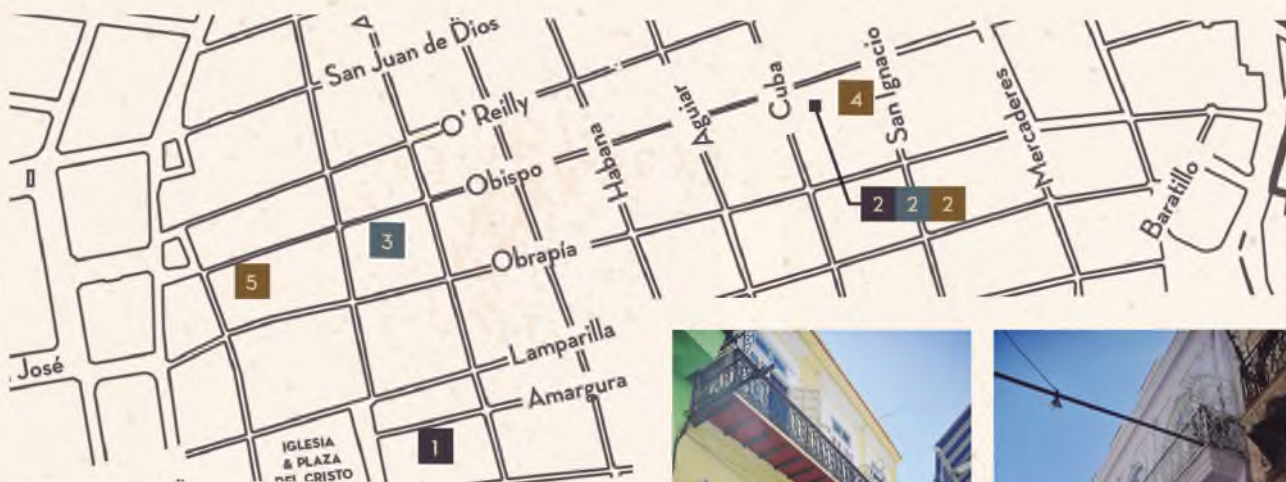 San Juan de Dios
O' Reilly
Obispo
Habana
Aguiar
Cuba
San Ignacio
Mercaderes
Baratillo
Obrapía
Lamparilla
Amargura
José
IGLESIA
& PLAZA
DEL CRISTO
4
2 2 2
3
5
1